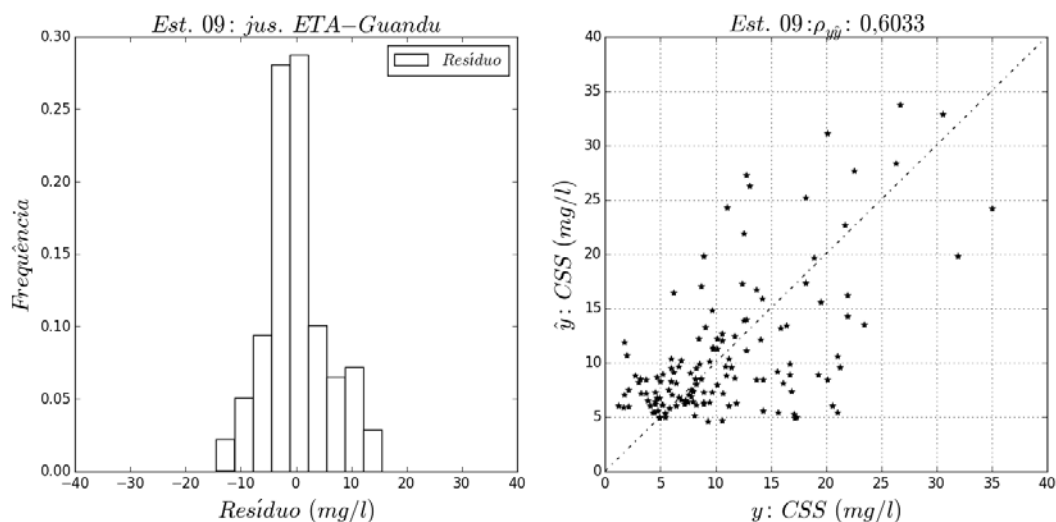 Est. 09: jus. ETA–Guandu
0.30
0.25
0.20
0.15
0.10
0.05
0.00
Frequência
Resíduo
−40 −30 −20 −10 0 10 20 30 40
Resíduo (mg/l)
Est. 09:ρyŷ: 0,6033
40
35
30
25
20
15
10
5
0
ŷ: CSS (mg/l)
0 5 10 15 20 25 30 35 40
y: CSS (mg/l)